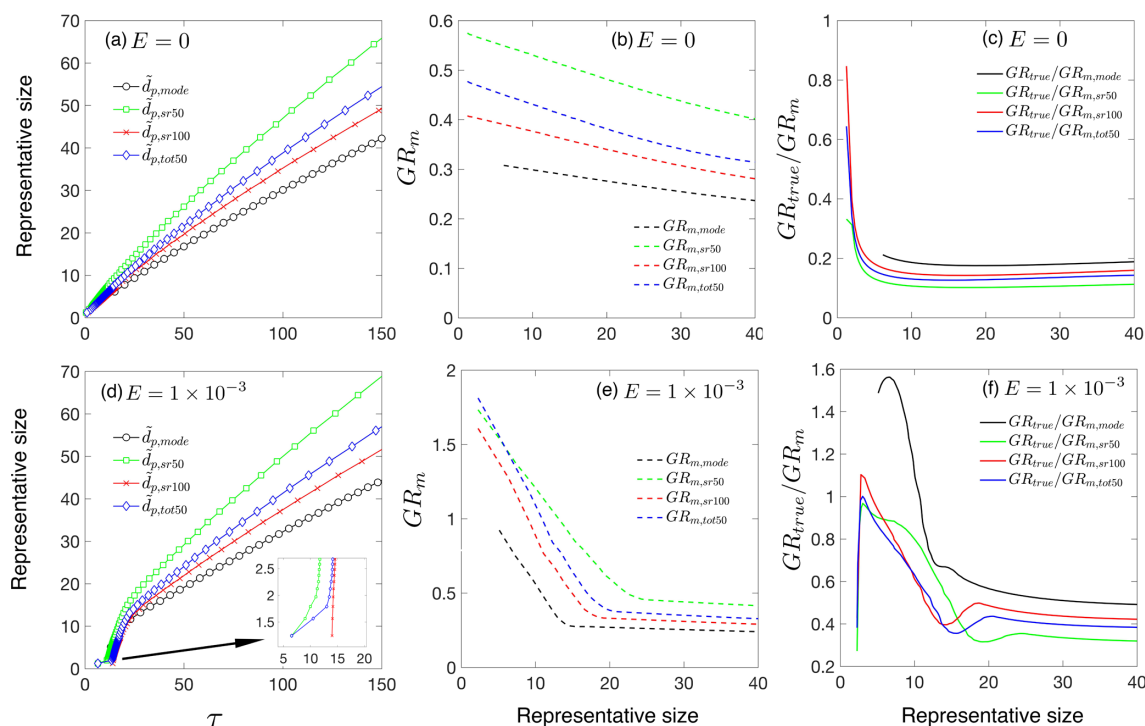 (a) E = 0
Representative size
70
60
50
40
30
20
10
0
d̃p,mode
d̃p,sr50
d̃p,sr100
d̃p,tot50
0 50 100 150
(b) E = 0
GRm
0.6
0.5
0.4
0.3
0.2
0.1
0
GRm,mode
GRm,sr50
GRm,sr100
GRm,tot50
0 10 20 30 40
(c) E = 0
GRtrue/GRm
1
0.8
0.6
0.4
0.2
0
GRtrue/GRm,mode
GRtrue/GRm,sr50
GRtrue/GRm,sr100
GRtrue/GRm,tot50
0 10 20 30 40
(d) E = 1 × 10⁻³
Representative size
70
60
50
40
30
20
10
0
d̃p,mode
d̃p,sr50
d̃p,sr100
d̃p,tot50
2.5
2
1.5
1
5 10 15 20
0 50 100 150
τ
(e) E = 1 × 10⁻³
GRm
2
1.5
1
0.5
0
GRm,mode
GRm,sr50
GRm,sr100
GRm,tot50
0 10 20 30 40
Representative size
(f) E = 1 × 10⁻³
GRtrue/GRm
1.6
1.4
1.2
1
0.8
0.6
0.4
0.2
GRtrue/GRm,mode
GRtrue/GRm,sr50
GRtrue/GRm,sr100
GRtrue/GRm,tot50
0 10 20 30 40
Representative size